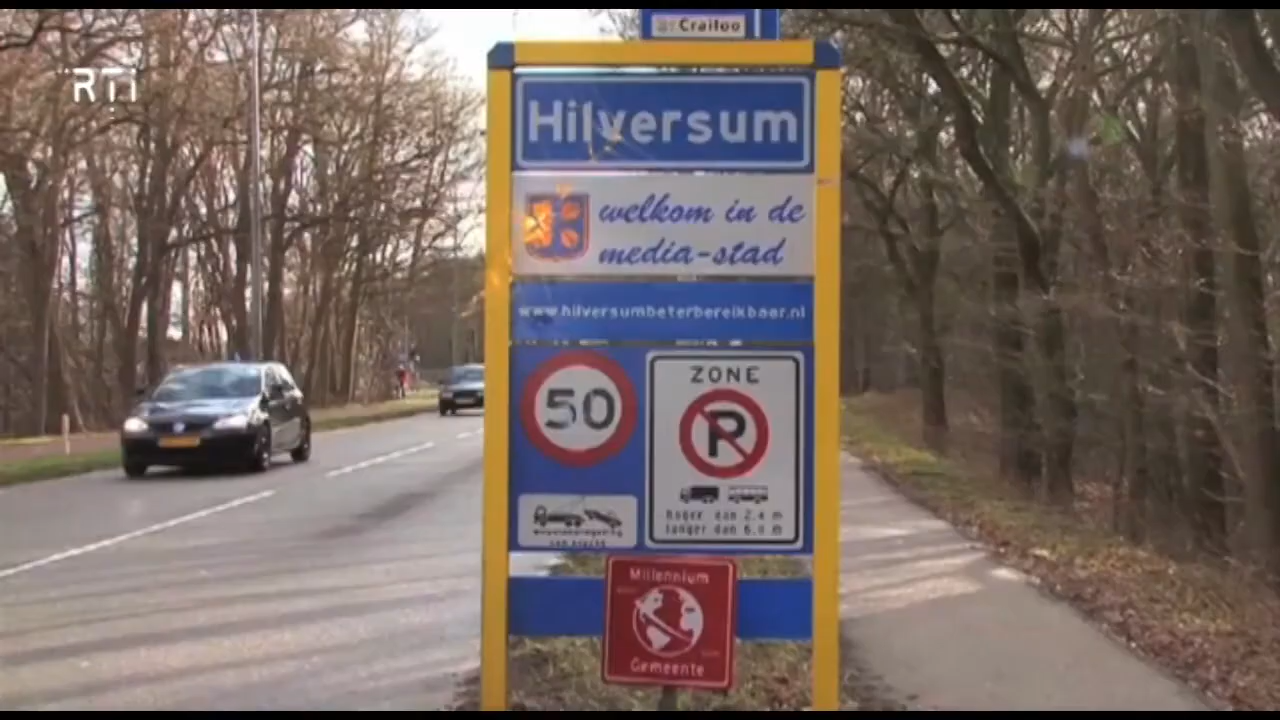 Crailoo
RTi
Hilversum
welkom in de
media-stad
www.hilversumbeterbereikbaar.nl
50
ZONE
P
hoger dan 2.4 m
langer dan 6.0 m
Millennium
Gemeente